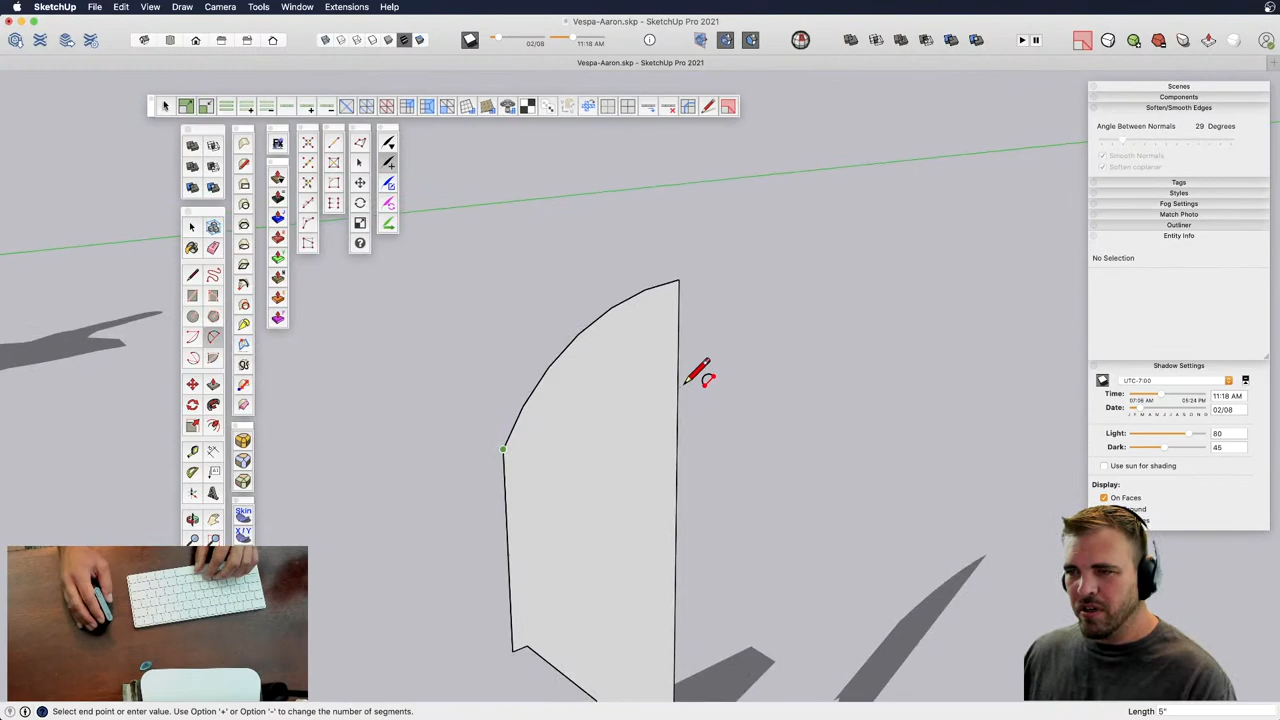 SketchUp File Edit View Draw Camera Tools Window Extensions Help
Vespa-Aaron.skp - SketchUp Pro 2021
02/08
11:18 AM
Vespa-Aaron.skp - SketchUp Pro 2021
Scenes
Components
Soften/Smooth Edges
Angle Between Normals 29 Degrees
Smooth Normals
Soften coplanar
Tags
Styles
Fog Settings
Match Photo
Outliner
Entity Info
No Selection
Shadow Settings
UTC-7:00
Time: 11:18 AM
07:06 AM 05:24 PM
Date: 02/08
J F M A M J J A S O N D
Light: 80
Dark: 45
Use sun for shading
Display:
On Faces
Skin
X/Y
Select end point or enter value. Use Option '+' or Option '-' to change the number of segments.
Length 5"